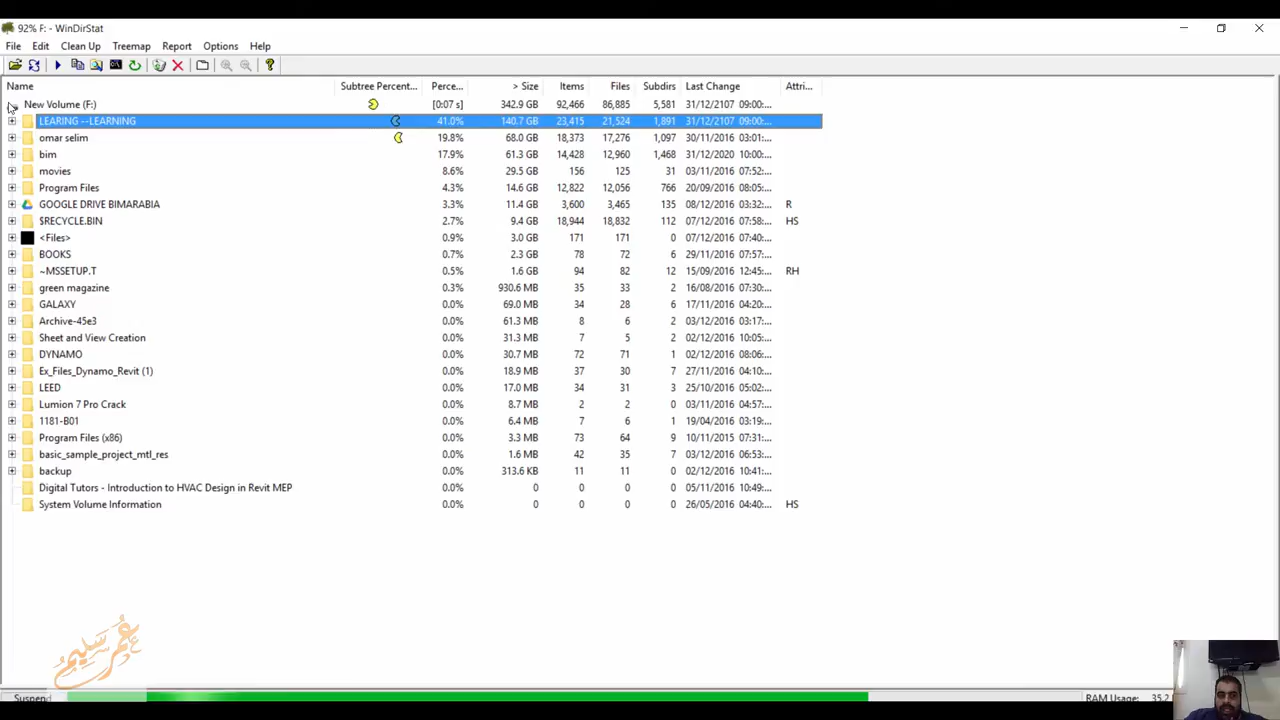 92% F: - WinDirStat
File Edit Clean Up Treemap Report Options Help
Name Subtree Percent... Perce... > Size Items Files Subdirs Last Change Attri...
New Volume (F:) [0:07 s] 342.9 GB 92,466 86,885 5,581 31/12/2107 09:00:...
LEARING --LEARNING 41.0% 140.7 GB 23,415 21,524 1,891 31/12/2107 09:00:...
omar selim 19.8% 68.0 GB 18,373 17,276 1,097 30/11/2016 03:01:...
bim 17.9% 61.3 GB 14,428 12,960 1,468 31/12/2020 10:00:...
movies 8.6% 29.5 GB 156 125 31 03/11/2016 07:52:...
Program Files 4.3% 14.6 GB 12,822 12,056 766 20/09/2016 08:05:...
GOOGLE DRIVE BIMARABIA 3.3% 11.4 GB 3,600 3,465 135 08/12/2016 03:32:... R
$RECYCLE.BIN 2.7% 9.4 GB 18,944 18,832 112 07/12/2016 07:58:... HS
<Files> 0.9% 3.0 GB 171 171 0 07/12/2016 07:40:...
BOOKS 0.7% 2.3 GB 78 72 6 29/11/2016 07:57:...
~MSSETUP.T 0.5% 1.6 GB 94 82 12 15/09/2016 12:45:... RH
green magazine 0.3% 930.6 MB 35 33 2 16/08/2016 07:30:...
GALAXY 0.0% 69.0 MB 34 28 6 17/11/2016 04:20:...
Archive-45e3 0.0% 61.3 MB 8 6 2 03/12/2016 03:17:...
Sheet and View Creation 0.0% 31.3 MB 7 5 2 02/12/2016 10:05:...
DYNAMO 0.0% 30.7 MB 72 71 1 02/12/2016 08:06:...
Ex_Files_Dynamo_Revit (1) 0.0% 18.9 MB 37 30 7 27/11/2016 04:10:...
LEED 0.0% 17.0 MB 34 31 3 25/10/2016 05:02:...
Lumion 7 Pro Crack 0.0% 8.7 MB 2 2 0 03/11/2016 04:57:...
1181-B01 0.0% 6.4 MB 7 6 1 19/04/2016 03:19:...
Program Files (x86) 0.0% 3.3 MB 73 64 9 10/11/2015 07:31:...
basic_sample_project_mtl_res 0.0% 1.6 MB 42 35 7 03/12/2016 06:53:...
backup 0.0% 313.6 KB 11 11 0 02/12/2016 10:41:...
Digital Tutors - Introduction to HVAC Design in Revit MEP 0.0% 0 0 0 0 05/11/2016 10:49:...
System Volume Information 0.0% 0 0 0 0 26/05/2016 04:40:... HS
عمر سليم
Suspend RAM Usage: 35.2